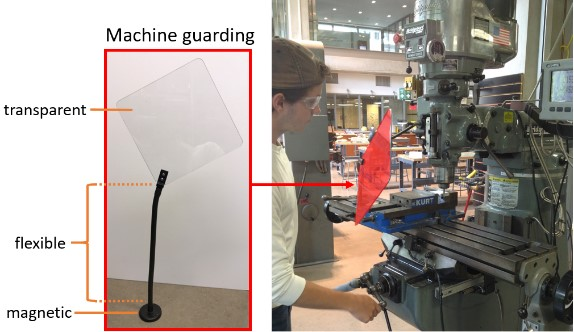 Machine guarding
transparent
flexible
magnetic
KURT